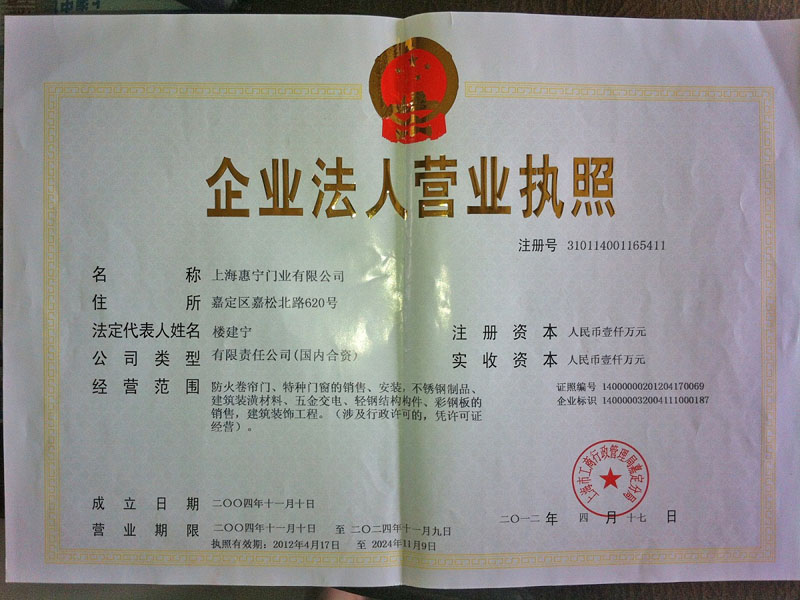 企业法人营业执照
注册号 310114001165411
名称 上海惠宁门业有限公司
住所 嘉定区嘉松北路620号
法定代表人姓名 楼建宁
注册资本 人民币壹仟万元
公司类型 有限责任公司(国内合资)
实收资本 人民币壹仟万元
经营范围 防火卷帘门、特种门窗的销售、安装,不锈钢制品、
建筑装潢材料、五金交电、轻钢结构构件、彩钢板的
销售,建筑装饰工程。(涉及行政许可的,凭许可证
经营)。
证照编号 14000000201204170069
企业标识 140000032004111000187
上海市工商行政管理局嘉定分局
成立日期 二〇〇四年十一月十日
二〇一二 年 四 月 十七 日
营业期限 二〇〇四年十一月十日 至 二〇二四年十一月九日
执照有效期:2012年4月17日 至 2024年11月9日